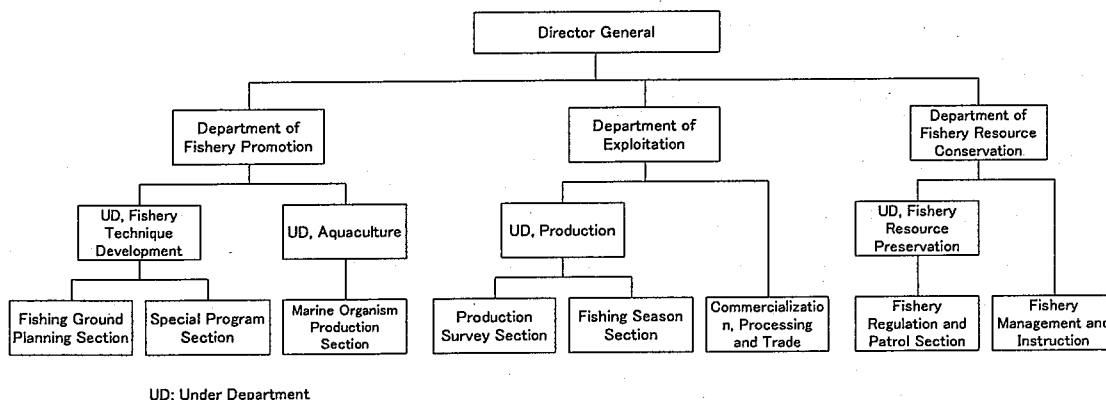 Director General
Department of
Fishery Promotion
Department of
Exploitation
Department of
Fishery Resource
Conservation
UD, Fishery
Technique
Development
UD, Aquaculture
UD, Production
UD, Fishery
Resource
Preservation
Fishing Ground
Planning Section
Special Program
Section
Marine Organism
Production
Section
Production
Survey Section
Fishing Season
Section
Commercializatio
n, Processing
and Trade
Fishery
Regulation and
Patrol Section
Fishery
Management and
Instruction
UD: Under Department